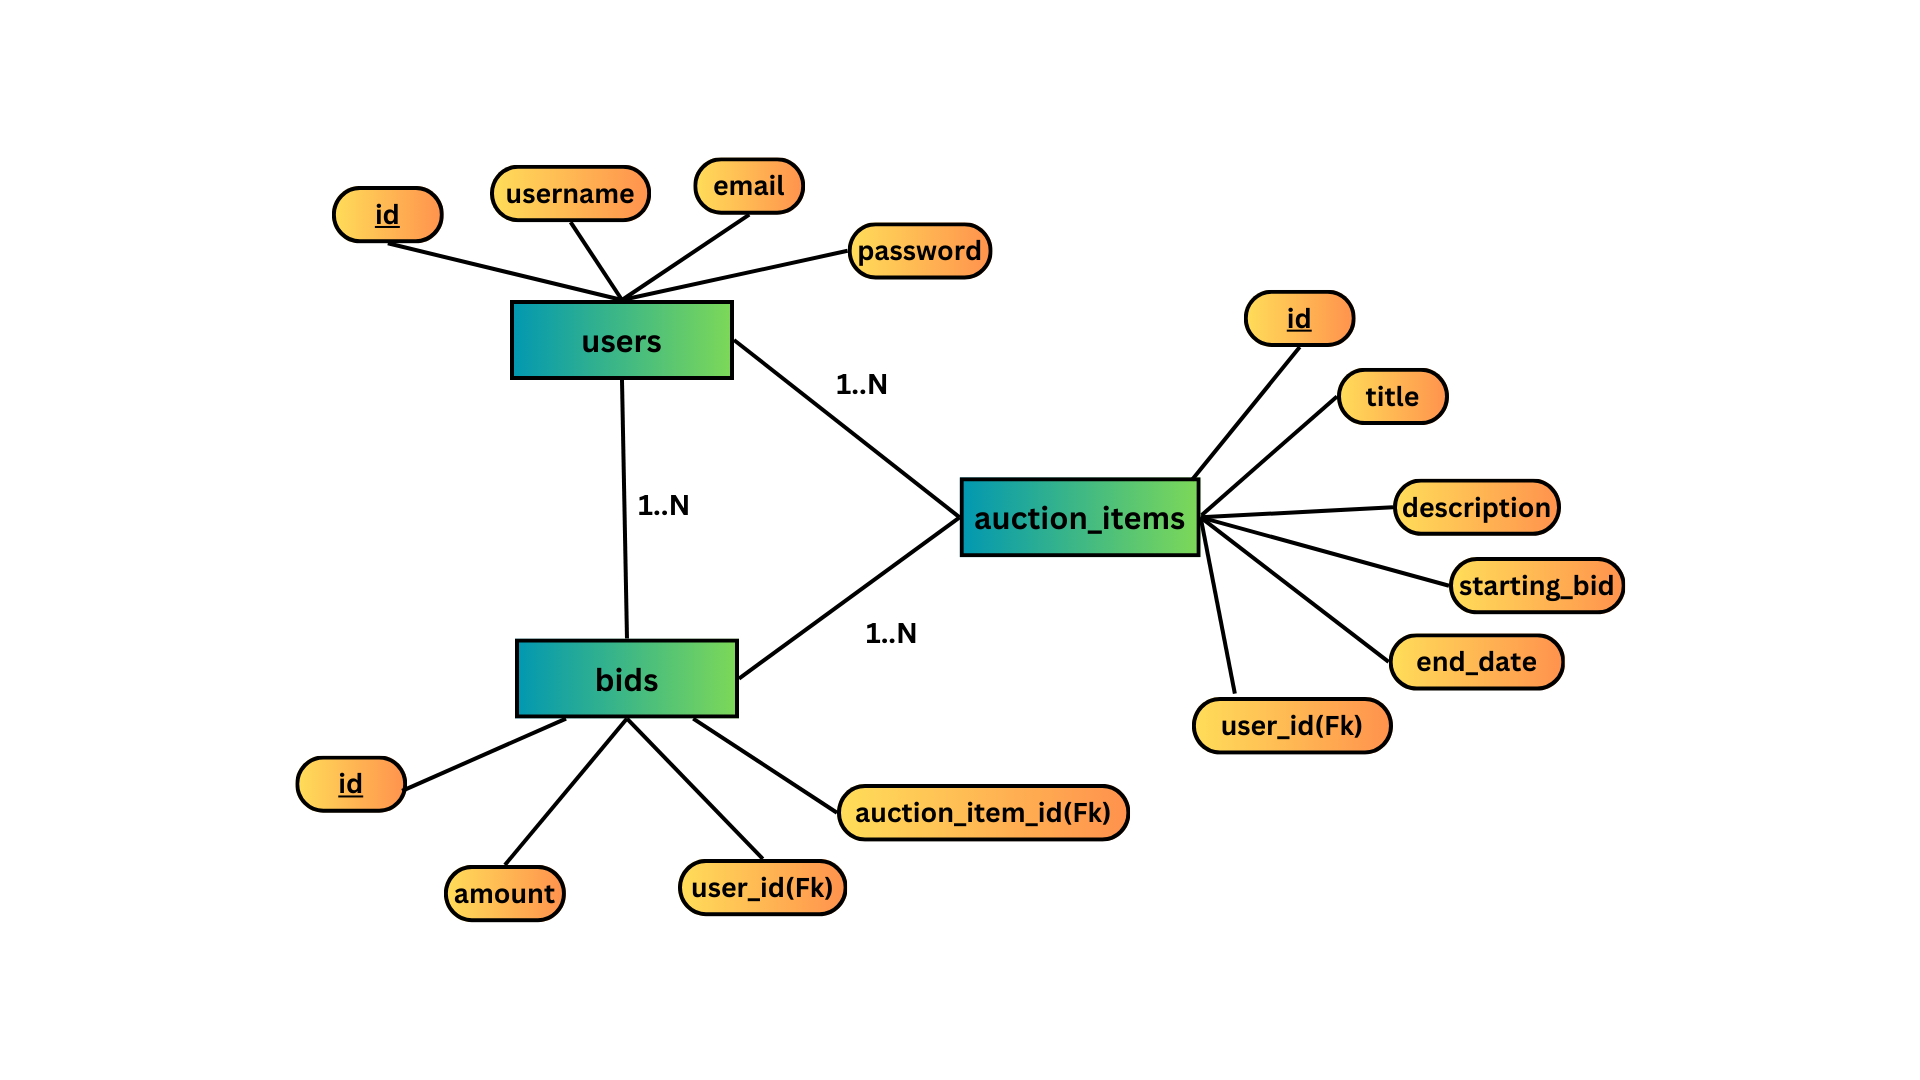 email
username
id
password
id
users
1..N
title
1..N
description
auction_items
starting_bid
1..N
end_date
bids
user_id(Fk)
id
auction_item_id(Fk)
user_id(Fk)
amount